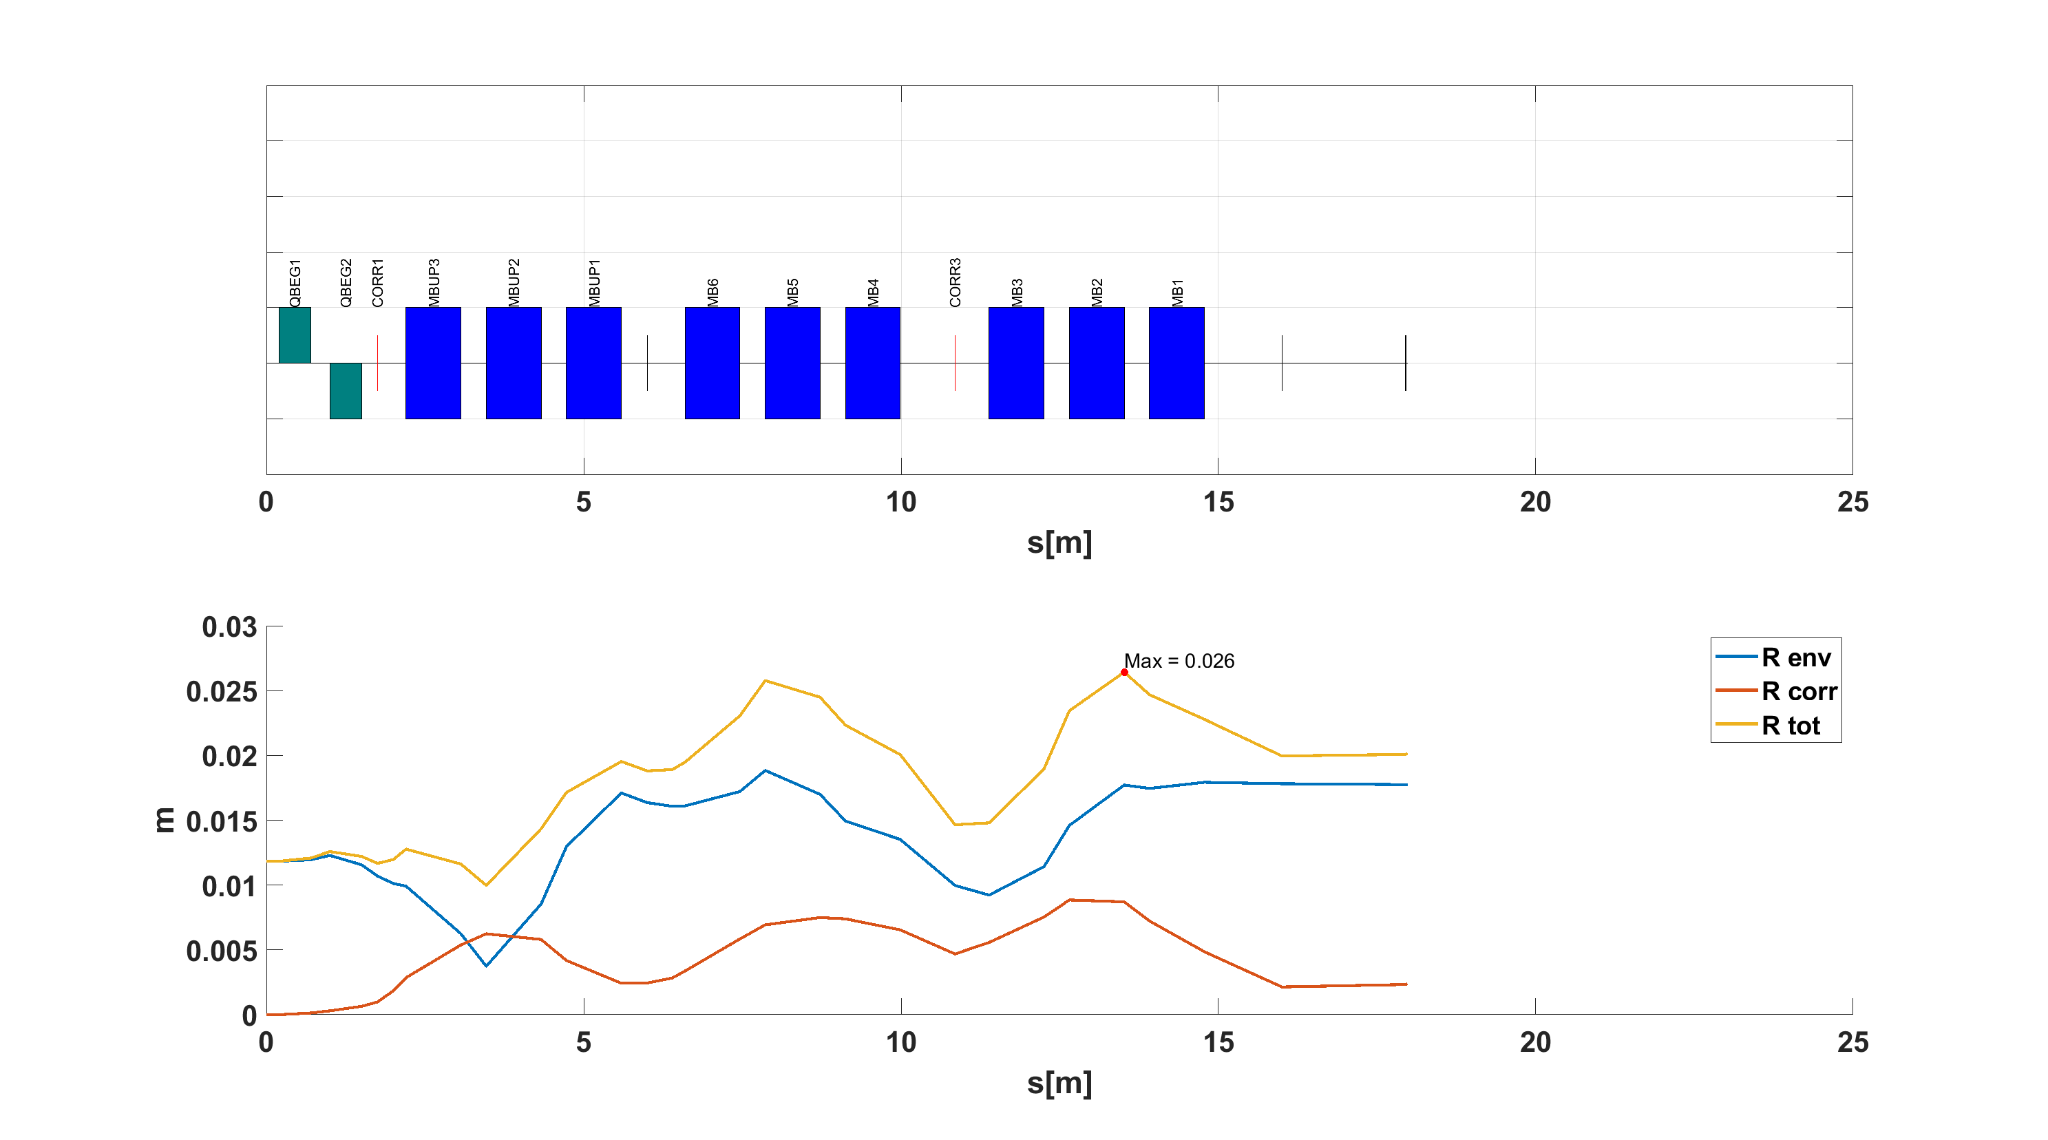 QBEG1 QBEG2 CORR1 MBUP3 MBUP2 MBUP1 MB6 MB5 MB4 CORR3 MB3 MB2 MB1
0 5 10 15 20 25
s[m]
0.03
0.025
0.02
0.015
0.01
0.005
0
m
Max = 0.026
R env
R corr
R tot
0 5 10 15 20 25
s[m]